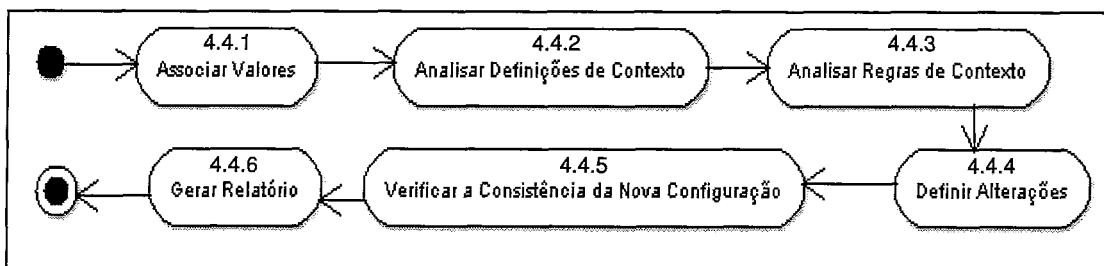 4.4.1
Associar Valores
4.4.2
Analisar Definições de Contexto
4.4.3
Analisar Regras de Contexto
4.4.4
Definir Alterações
4.4.5
Verificar a Consistência da Nova Configuração
4.4.6
Gerar Relatório